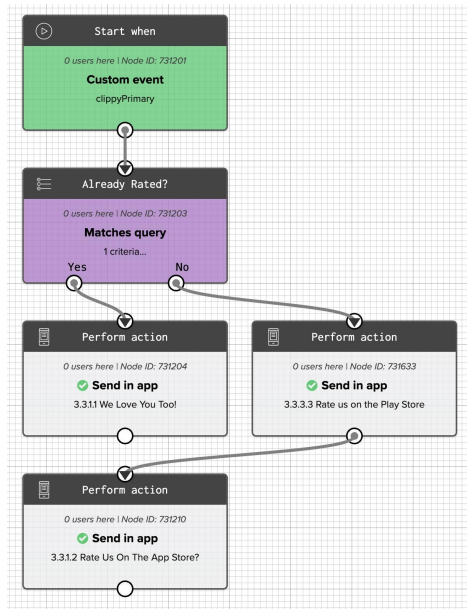 Start when
0 users here | Node ID: 731201
Custom event
clippyPrimary
Already Rated?
0 users here | Node ID: 731203
Matches query
1 criteria...
Yes
No
Perform action
0 users here | Node ID: 731204
Send in app
3.3.1.1 We Love You Too!
Perform action
0 users here | Node ID: 731633
Send in app
3.3.3.3 Rate us on the Play Store
Perform action
0 users here | Node ID: 731210
Send in app
3.3.1.2 Rate Us On The App Store?